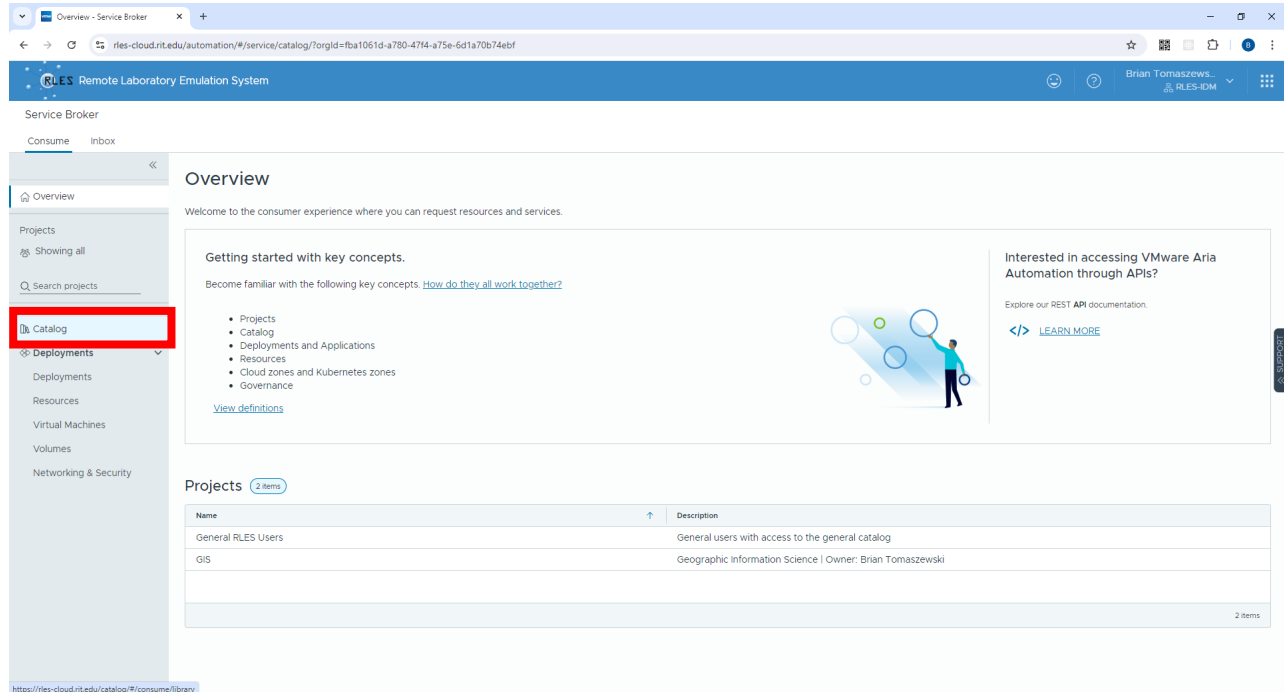 Overview - Service Broker
rles-cloud.rit.edu/automation/#/service/catalog/?orgId=fba1061d-a780-47f4-a75e-6d1a70b74ebf
B
RLES Remote Laboratory Emulation System
Brian Tomaszews...
RLES-IDM
Service Broker
Consume Inbox
Overview
Projects
Showing all
Search projects
Catalog
Deployments
Deployments
Resources
Virtual Machines
Volumes
Networking & Security
Overview
Welcome to the consumer experience where you can request resources and services.
Getting started with key concepts.
Become familiar with the following key concepts. How do they all work together?
• Projects
• Catalog
• Deployments and Applications
• Resources
• Cloud zones and Kubernetes zones
• Governance
View definitions
Interested in accessing VMware Aria
Automation through APIs?
Explore our REST API documentation.
</> LEARN MORE
SUPPORT
Projects 2 items
Name Description
General RLES Users General users with access to the general catalog
GIS Geographic Information Science | Owner: Brian Tomaszewski
2 items
https://rles-cloud.rit.edu/catalog/#/consume/library